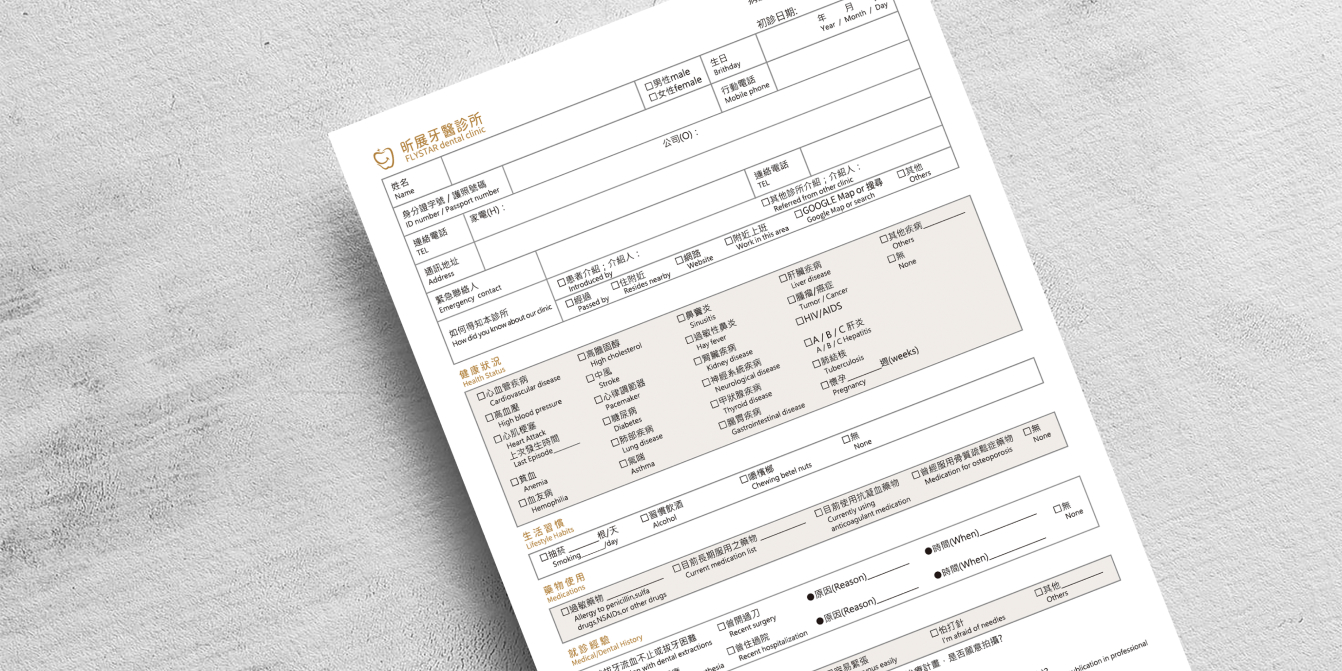 初診日期:
年 月
Year / Month / Day
昕展牙醫診所
FLYSTAR dental clinic
姓名
Name
□男性male
□女性female
生日
Brithday
行動電話
Mobile phone
身分證字號 / 護照號碼
ID number / Passport number
公司(O)：
連絡電話
TEL
家電(H)：
連絡電話
TEL
通訊地址
Address
緊急聯絡人
Emergency contact
如何得知本診所
How did you know about our clinic
□患者介紹；介紹人：
Introduced by
□其他診所介紹；介紹人：
Referred from other clinic
□經過
Passed by
□住附近
Resides nearby
□網路
Website
□附近上班
Work in this area
□GOOGLE Map or 搜尋
Google Map or search
□其他
Others
健康狀況
Health Status
□心血管疾病
Cardiovascular disease
□高血壓
High blood pressure
□心肌梗塞
Heart Attack
上次發生時間
Last Episode______
□貧血
Anemia
□血友病
Hemophilia
□高膽固醇
High cholesterol
□中風
Stroke
□心律調節器
Pacemaker
□糖尿病
Diabetes
□肺部疾病
Lung disease
□氣喘
Asthma
□鼻竇炎
Sinusitis
□過敏性鼻炎
Hay fever
□腎臟疾病
Kidney disease
□神經系統疾病
Neurological disease
□甲狀腺疾病
Thyroid disease
□腸胃疾病
Gastrointestinal disease
□肝臟疾病
Liver disease
□腫瘤/癌症
Tumor / Cancer
□HIV/AIDS
□A / B / C 肝炎
A / B / C Hepatitis
□肺結核
Tuberculosis
□懷孕______週(weeks)
Pregnancy
□其他疾病______
Others
□無
None
生活習慣
Lifestyle Habits
□抽菸 ______根/天
Smoking______/day
□習慣飲酒
Alcohol
□嚼檳榔
Chewing betel nuts
□無
None
藥物使用
Medications
□過敏藥物 ______
Allergy to penicillin,sulfa
drugs,NSAIDs,or other drugs
□目前長期服用之藥物 ______
Current medication list
□目前使用抗凝血藥物
Currently using
anticoagulant medication
□曾經服用骨質疏鬆症藥物
Medication for osteoporosis
□無
None
就診經驗
Medical/Dental History
拔牙流血不止或拔牙困難
with dental extractions
□曾開過刀
Recent surgery
●原因(Reason)______
●時間(When)______
□無
None
□曾住過院
Recent hospitalization
●原因(Reason)______
●時間(When)______
容易緊張
easily
□怕打針
I'm afraid of needles
□其他______
Others
計畫，是否願意拍攝?
in professional